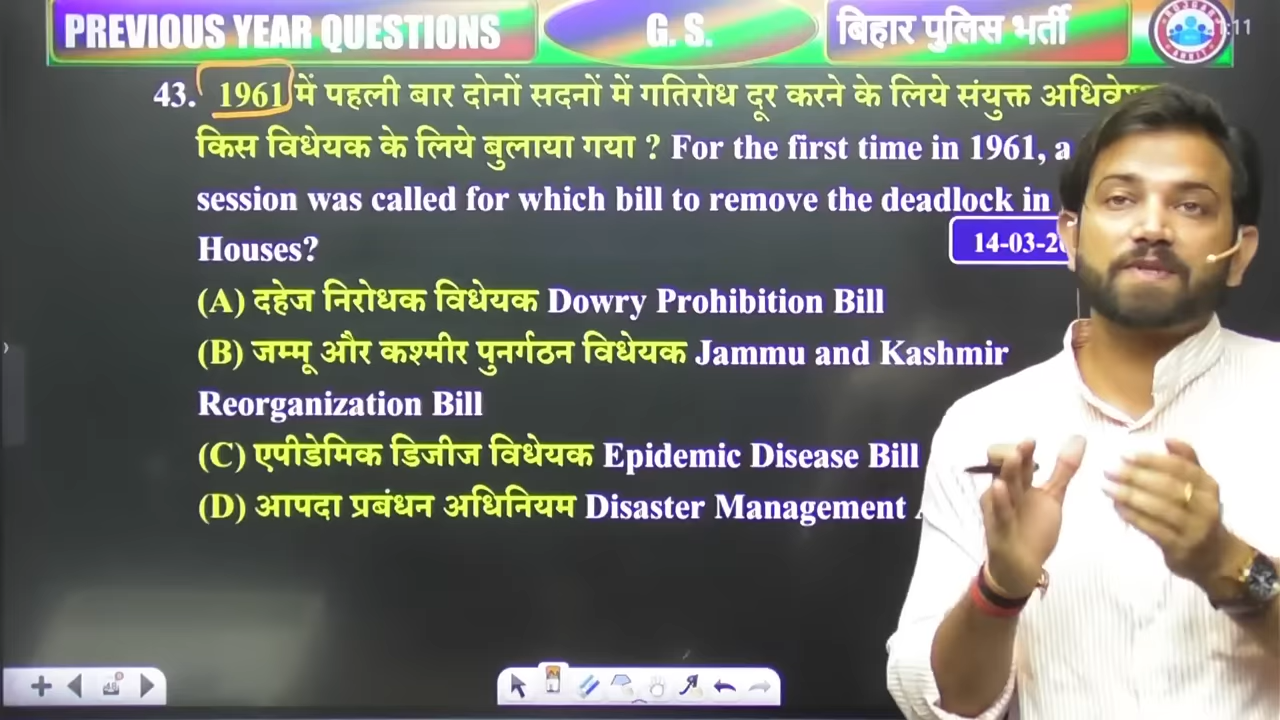 PREVIOUS YEAR QUESTIONS G. S. बिहार पुलिस भर्ती
43. 1961 में पहली बार दोनों सदनों में गतिरोध दूर करने के लिये संयुक्त
किस विधेयक के लिये बुलाया गया ? For the first time in 1961, a
session was called for which bill to remove the deadlock in
Houses?
14-03-2
(A) दहेज निरोधक विधेयक Dowry Prohibition Bill
(B) जम्मू और कश्मीर पुनर्गठन विधेयक Jammu and Kashmir
Reorganization Bill
(C) एपीडेमिक डिजीज विधेयक Epidemic Disease Bill
(D) आपदा प्रबंधन अधिनियम Disaster Management